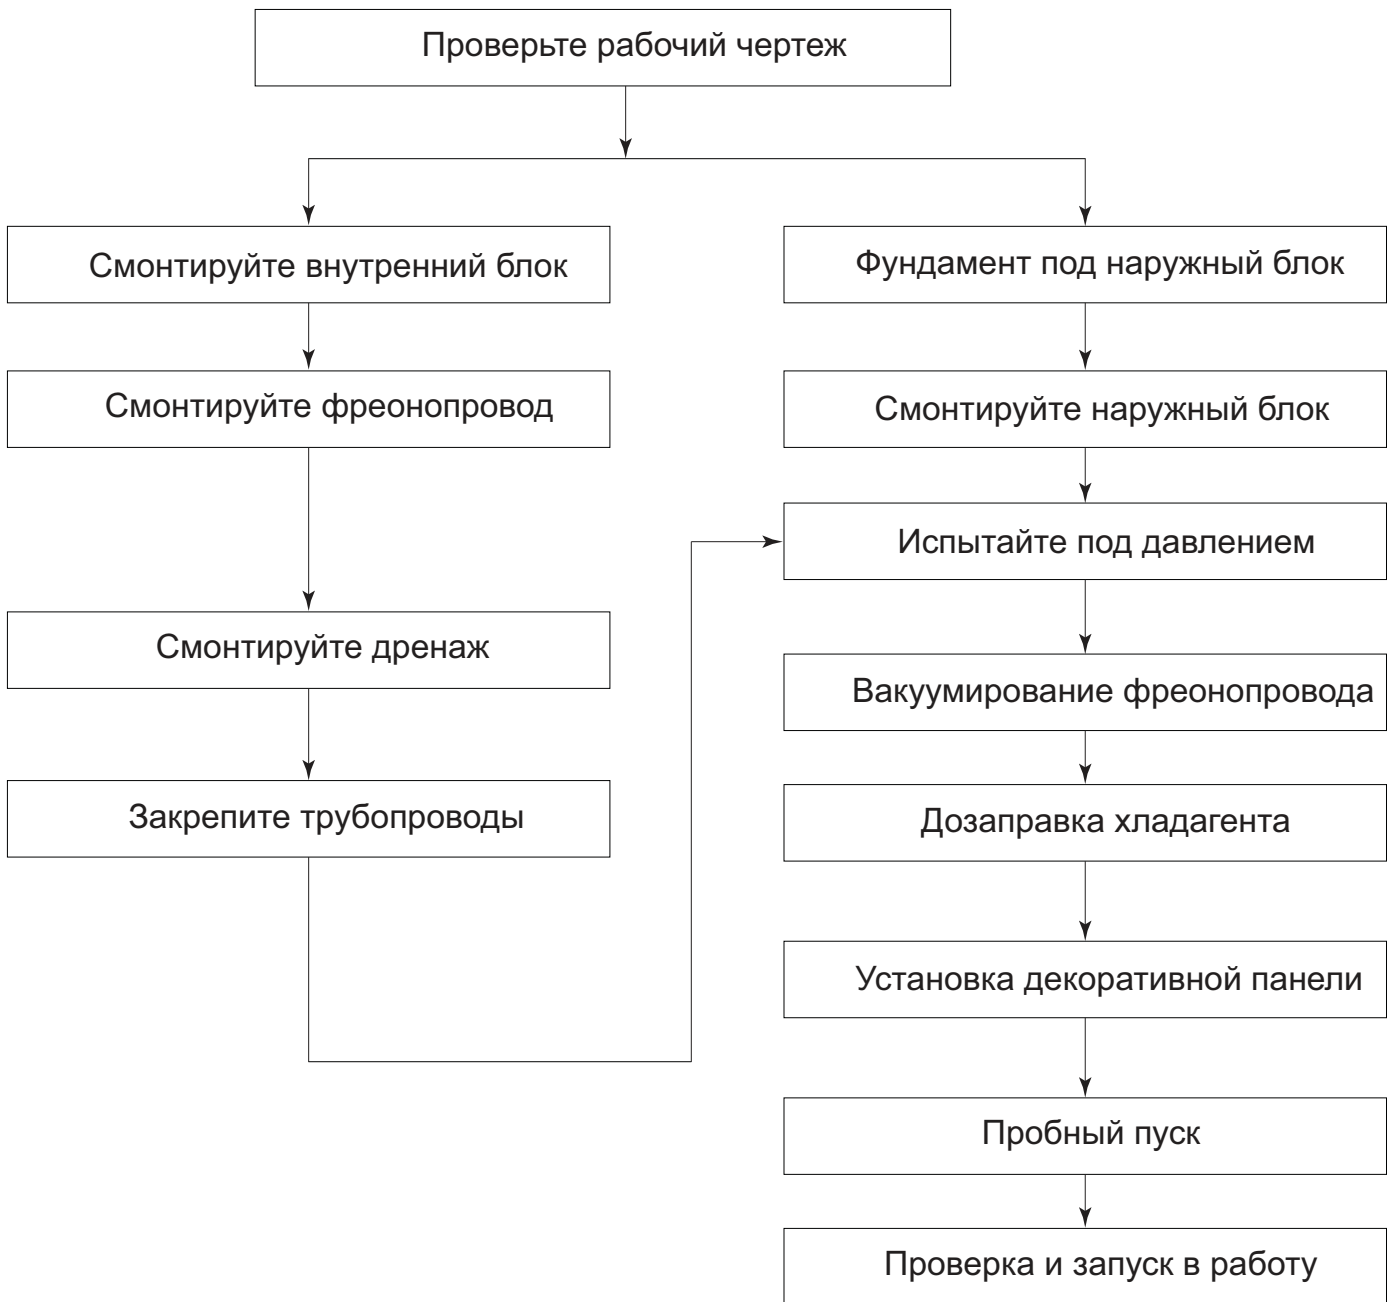 Проверьте рабочий чертеж
Смонтируйте внутренний блок
Смонтируйте фреонопровод
Смонтируйте дренаж
Закрепите трубопроводы
Фундамент под наружный блок
Смонтируйте наружный блок
Испытайте под давлением
Вакуумирование фреонопровода
Дозаправка хладагента
Установка декоративной панели
Пробный пуск
Проверка и запуск в работу